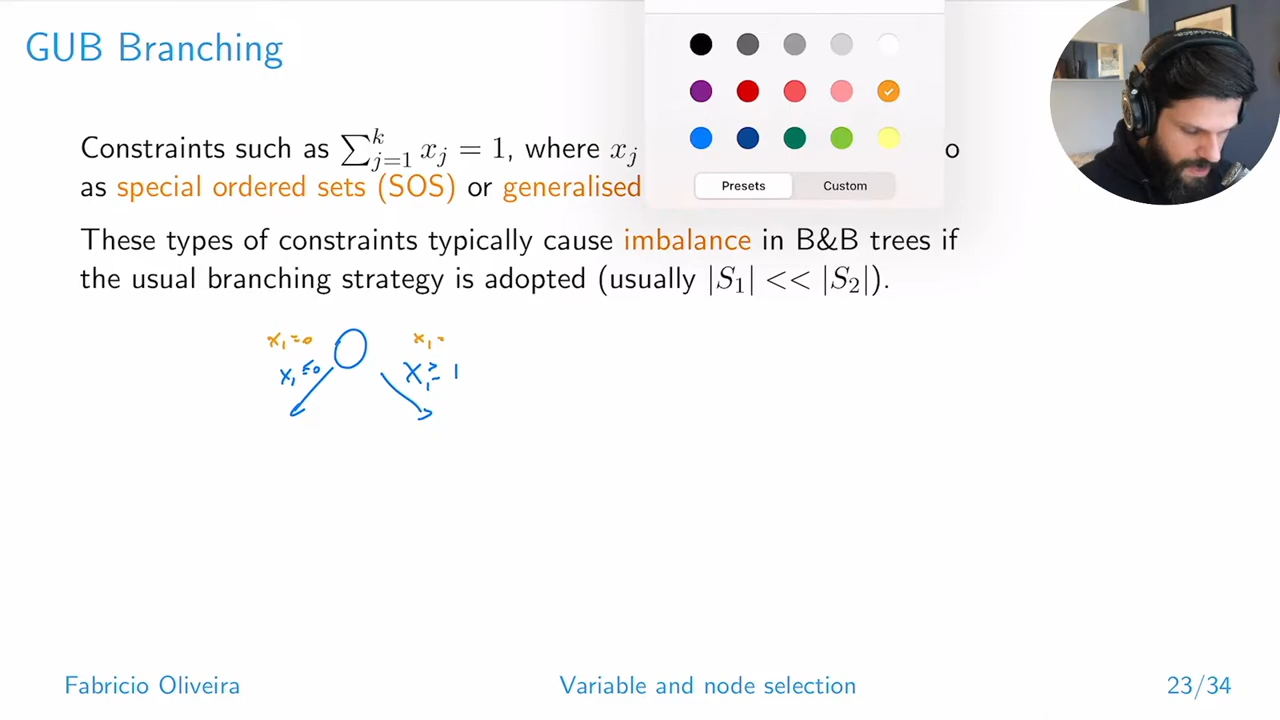 GUB Branching
Constraints such as $\sum_{j=1}^{k} x_j = 1$, where $x_j$ o
as special ordered sets (SOS) or generalised
Presets Custom
These types of constraints typically cause imbalance in B&B trees if
the usual branching strategy is adopted (usually $|S_1| << |S_2|$).
x₁ = 0 x₁ =
x₁ ≤ 0 x₁ ≥ 1
Fabricio Oliveira Variable and node selection 23/34